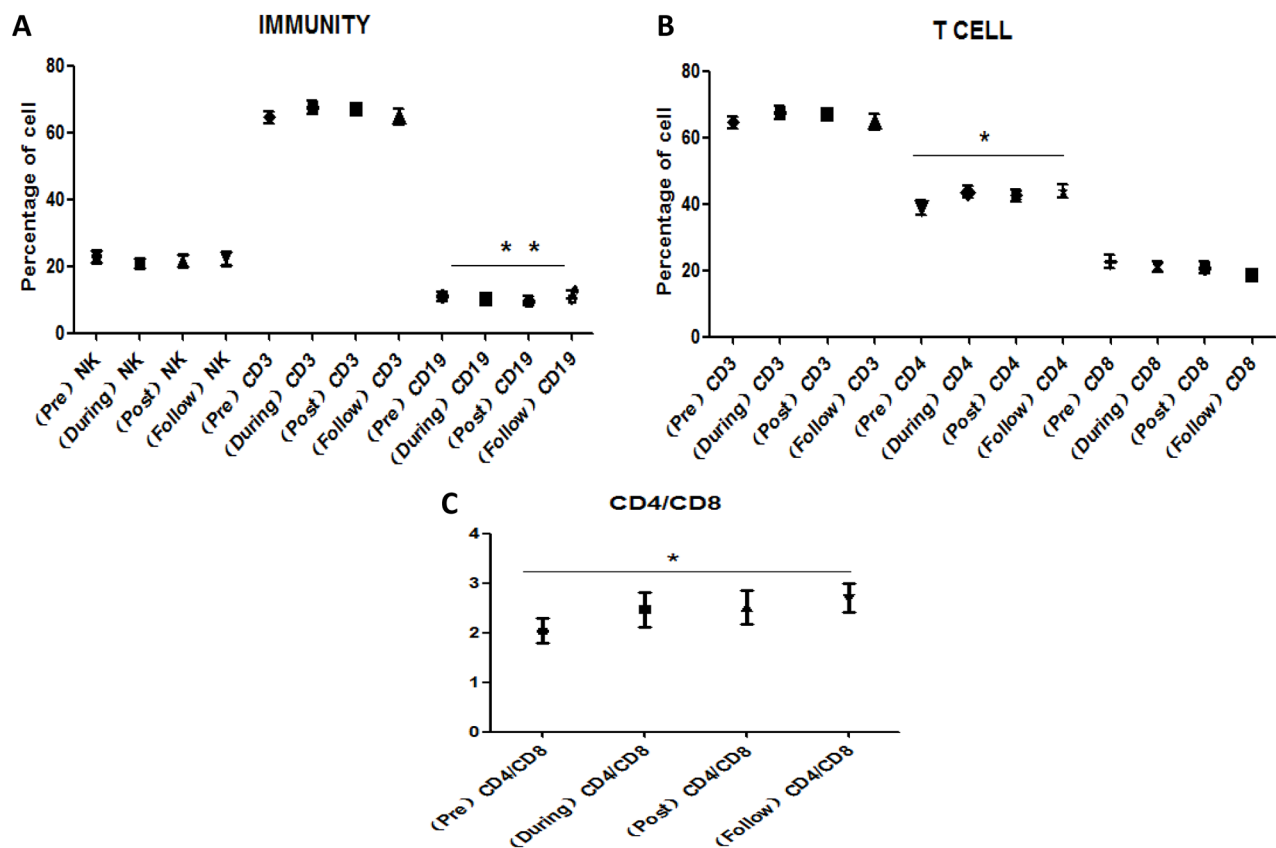 A
IMMUNITY
Percentage of cell
80
60
40
20
0
* *
(Pre) NK
(During) NK
(Post) NK
(Follow) NK
(Pre) CD3
(During) CD3
(Post) CD3
(Follow) CD3
(Pre) CD19
(During) CD19
(Post) CD19
(Follow) CD19
B
T CELL
Percentage of cell
80
60
40
20
0
*
(Pre) CD3
(During) CD3
(Post) CD3
(Follow) CD3
(Pre) CD4
(During) CD4
(Post) CD4
(Follow) CD4
(Pre) CD8
(During) CD8
(Post) CD8
(Follow) CD8
C
CD4/CD8
4
3
2
1
0
*
(Pre) CD4/CD8
(During) CD4/CD8
(Post) CD4/CD8
(Follow) CD4/CD8